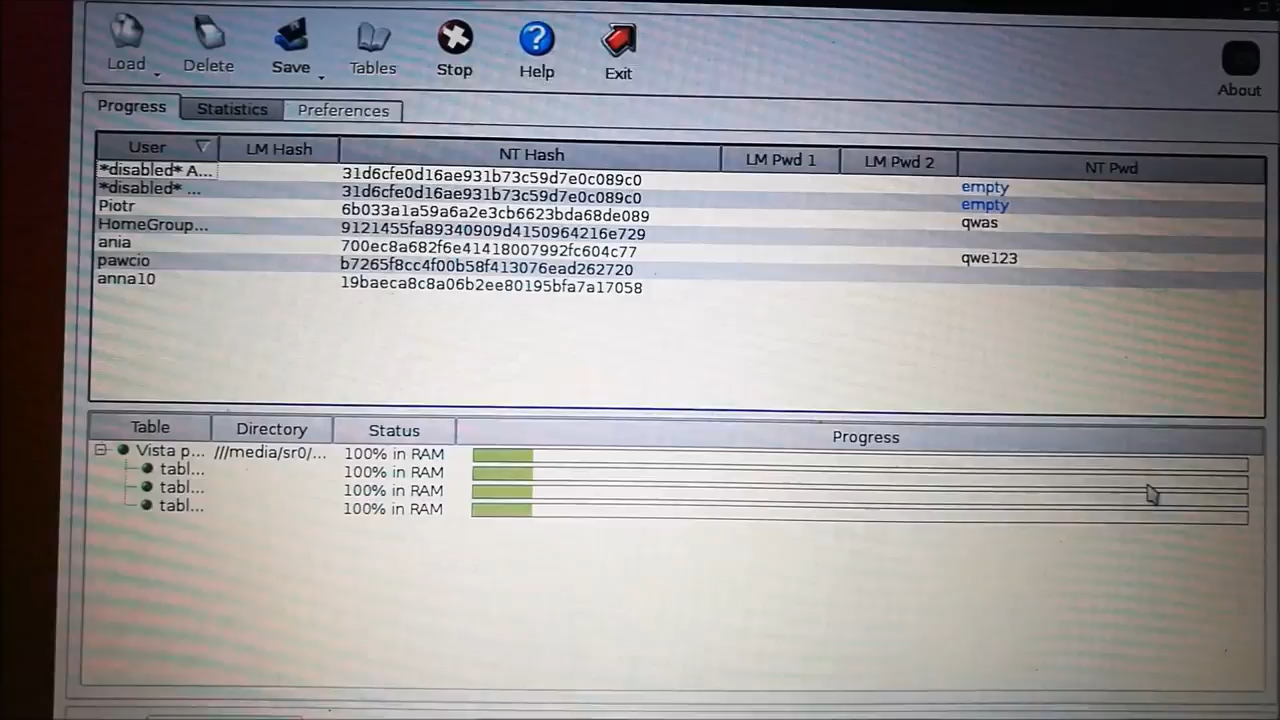 Load Delete Save Tables Stop Help Exit About
Progress Statistics Preferences
User LM Hash NT Hash LM Pwd 1 LM Pwd 2 NT Pwd
*disabled* A... 31d6cfe0d16ae931b73c59d7e0c089c0 empty
*disabled* ... 31d6cfe0d16ae931b73c59d7e0c089c0 empty
Piotr 6b033a1a59a6a2e3cb6623bda68de089 qwas
HomeGroup... 9121455fa89340909d4150964216e729
ania 700ec8a682f6e41418007992fc604c77 qwe123
pawcio b7265f8cc4f00b58f413076ead262720
anna10 19baeca8c8a06b2ee80195bfa7a17058
Table Directory Status Progress
Vista p... ///media/sr0/... 100% in RAM
tabl... 100% in RAM
tabl... 100% in RAM
tabl... 100% in RAM